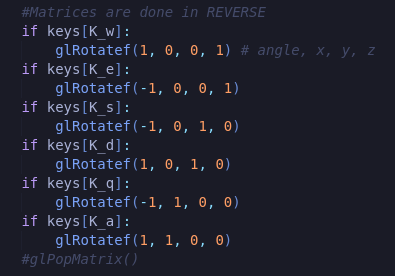 #Matrices are done in REVERSE
if keys[K_w]:
    glRotatef(1, 0, 0, 1) # angle, x, y, z
if keys[K_e]:
    glRotatef(-1, 0, 0, 1)
if keys[K_s]:
    glRotatef(-1, 0, 1, 0)
if keys[K_d]:
    glRotatef(1, 0, 1, 0)
if keys[K_q]:
    glRotatef(-1, 1, 0, 0)
if keys[K_a]:
    glRotatef(1, 1, 0, 0)
#glPopMatrix()